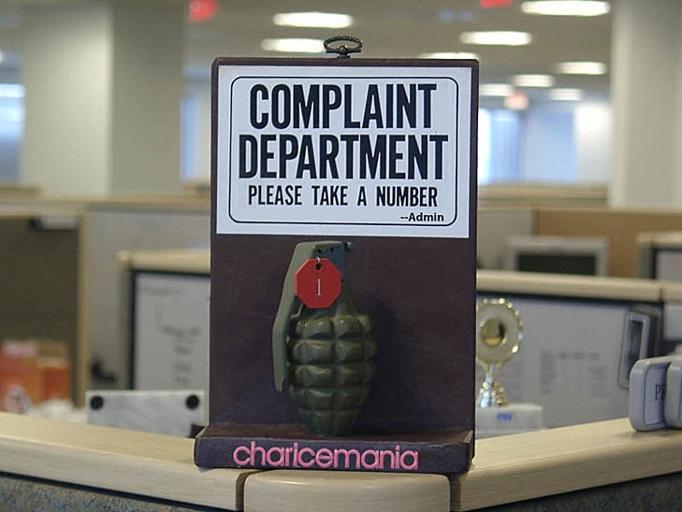 COMPLAINT
DEPARTMENT
PLEASE TAKE A NUMBER
--Admin
1
charicemania